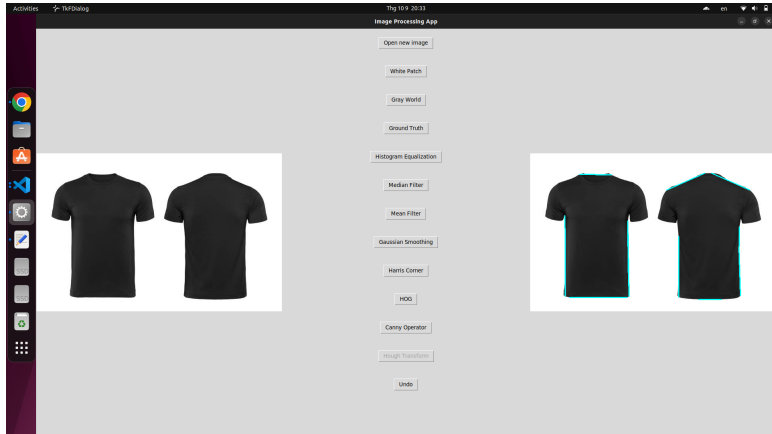 Activities
TkFDialog
Thg 10 9 20:33
en
Image Processing App
Open new Image
White Patch
Gray World
Ground Truth
Histogram Equalization
Median Filter
Mean Filter
Gaussian Smoothing
Harris Corner
HOG
Canny Operator
Hough Transform
Undo